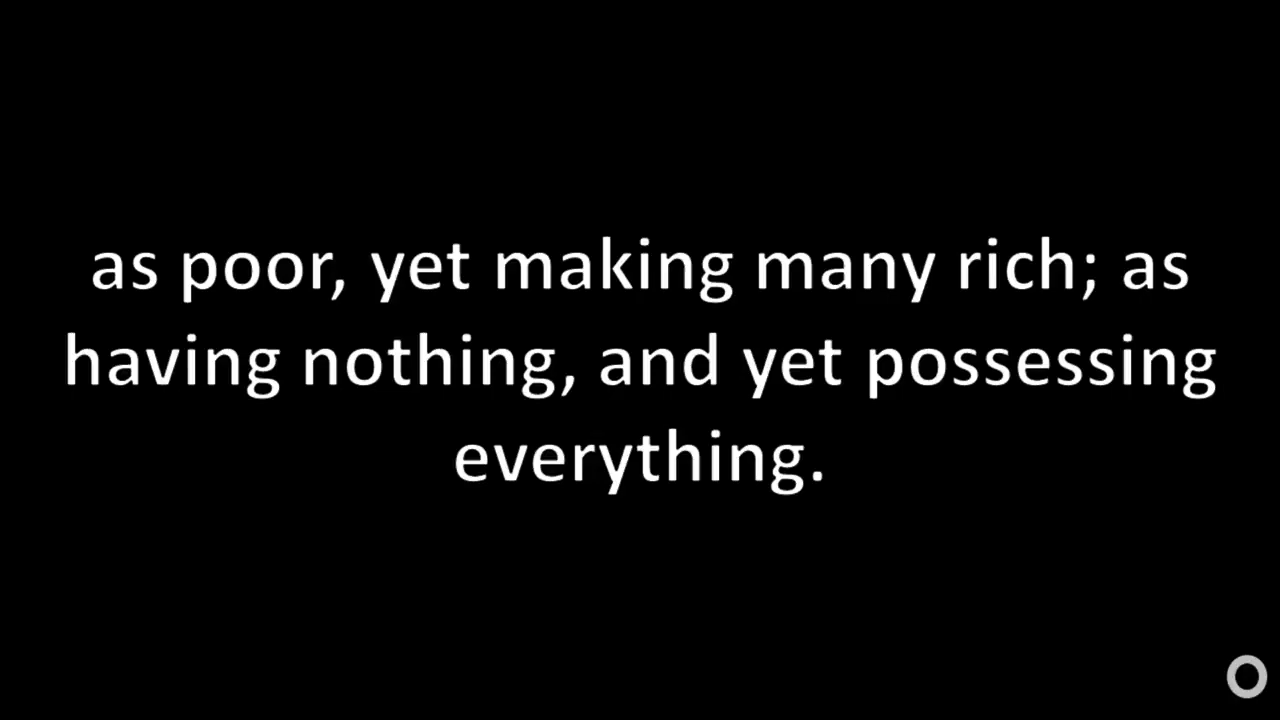 as poor, yet making many rich; as
having nothing, and yet possessing
everything.
O